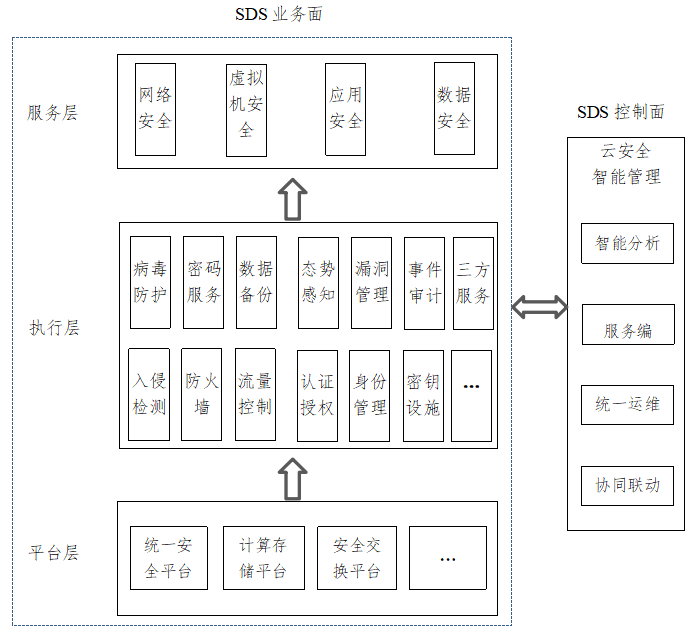 SDS 业务面
服务层
网络
安全
虚拟
机安
全
应用
安全
数据
安全
执行层
病毒
防护
密码
服务
数据
备份
态势
感知
漏洞
管理
事件
审计
三方
服务
入侵
检测
防火
墙
流量
控制
认证
授权
身份
管理
密钥
设施
...
平台层
统一安
全平台
计算存
储平台
安全交
换平台
...
SDS 控制面
云安全
智能管理
智能分析
服务编
统一运维
协同联动